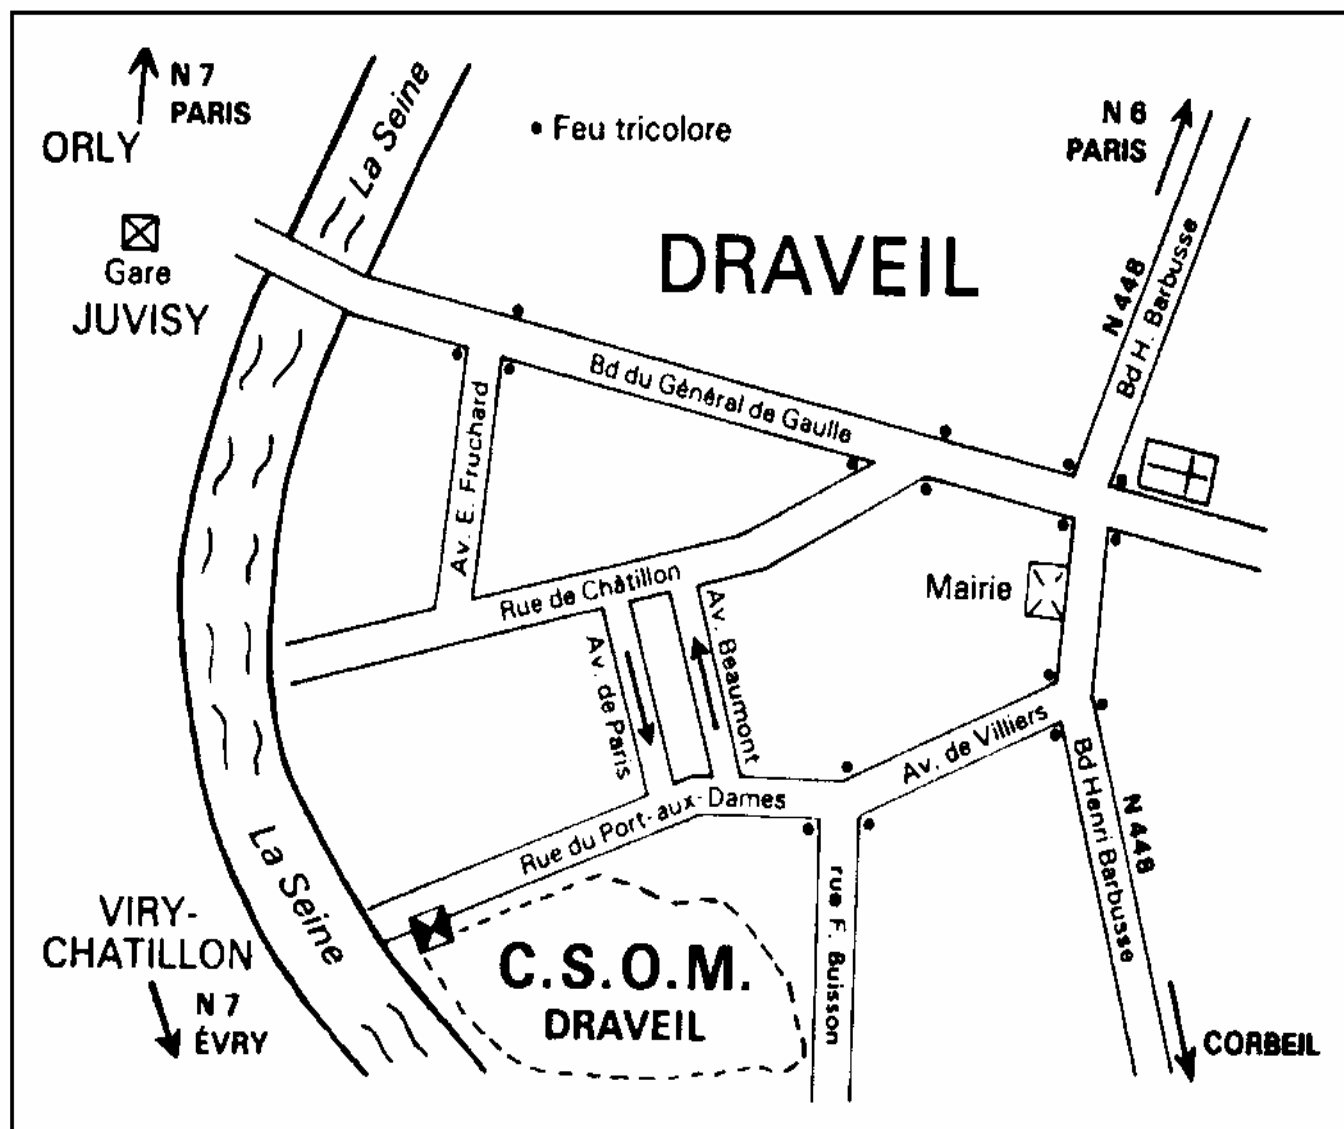 N 7
PARIS
ORLY
La Seine
• Feu tricolore
N 6
PARIS
Gare
JUVISY
DRAVEIL
N 448
Bd H. Barbusse
Bd du Général de Gaulle
Av. E. Fruchard
Rue de Châtillon
Mairie
Av. de Paris
Av. Beaumont
Av. de Villiers
Rue du Port-aux-Dames
Bd Henri Barbusse
N 448
La Seine
rue F. Buisson
VIRY-
CHATILLON
N 7
ÉVRY
C.S.O.M.
DRAVEIL
CORBEIL